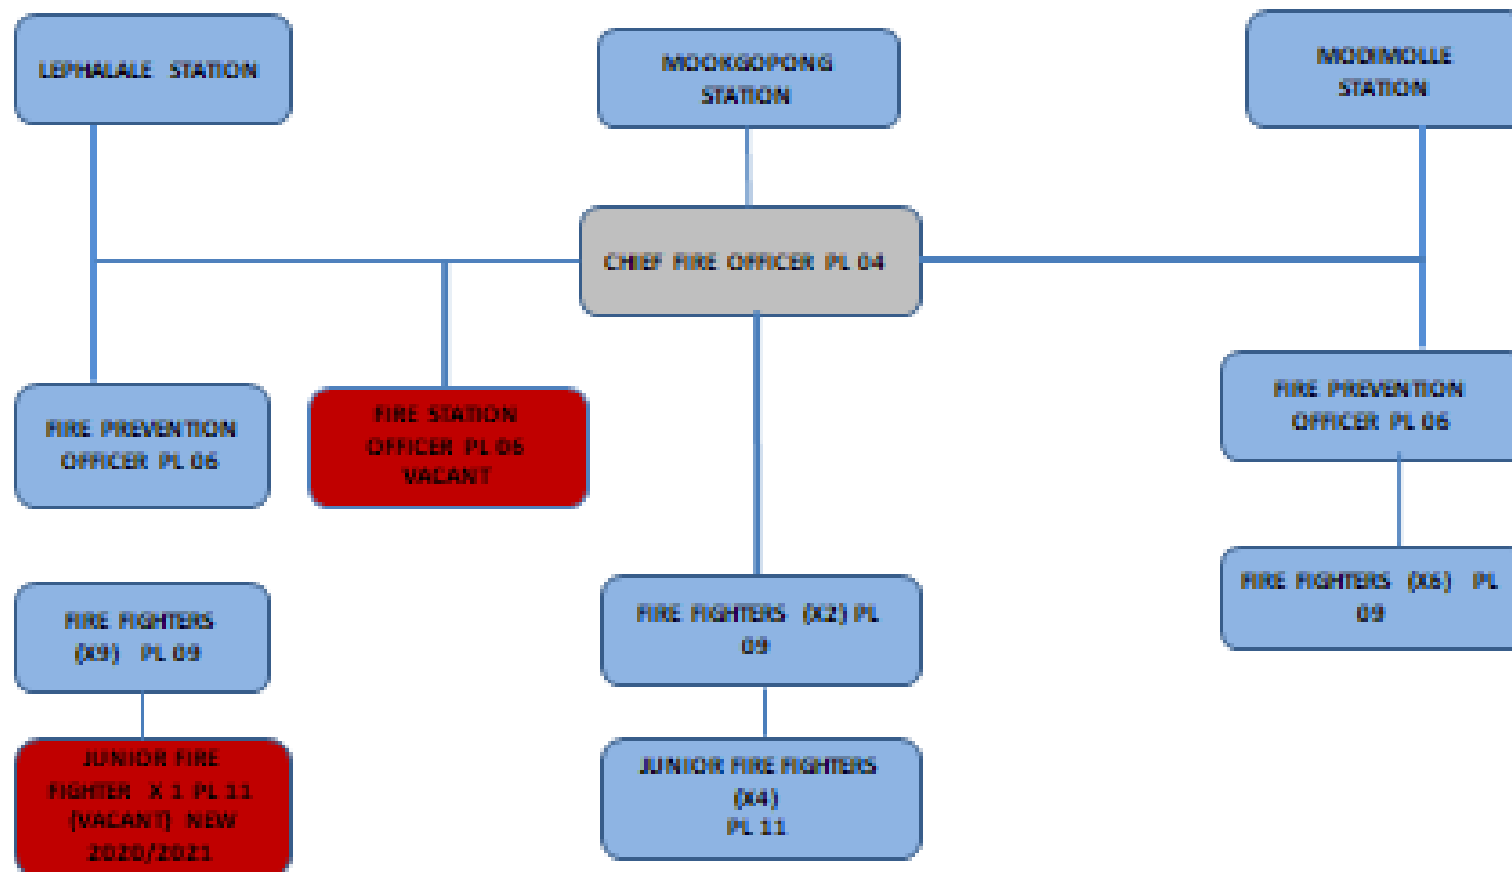 LEPHALALE STATION
MOOKGOPONG
STATION
MODIMOLLE
STATION
CHIEF FIRE OFFICER PL 04
FIRE PREVENTION
OFFICER PL 06
FIRE STATION
OFFICER PL 06
VACANT
FIRE PREVENTION
OFFICER PL 06
FIRE FIGHTERS
(X9) PL 09
FIRE FIGHTERS (X2) PL
09
FIRE FIGHTERS (X6) PL
09
JUNIOR FIRE
FIGHTER X 1 PL 11
(VACANT) NEW
2020/2021
JUNIOR FIRE FIGHTERS
(X4)
PL 11